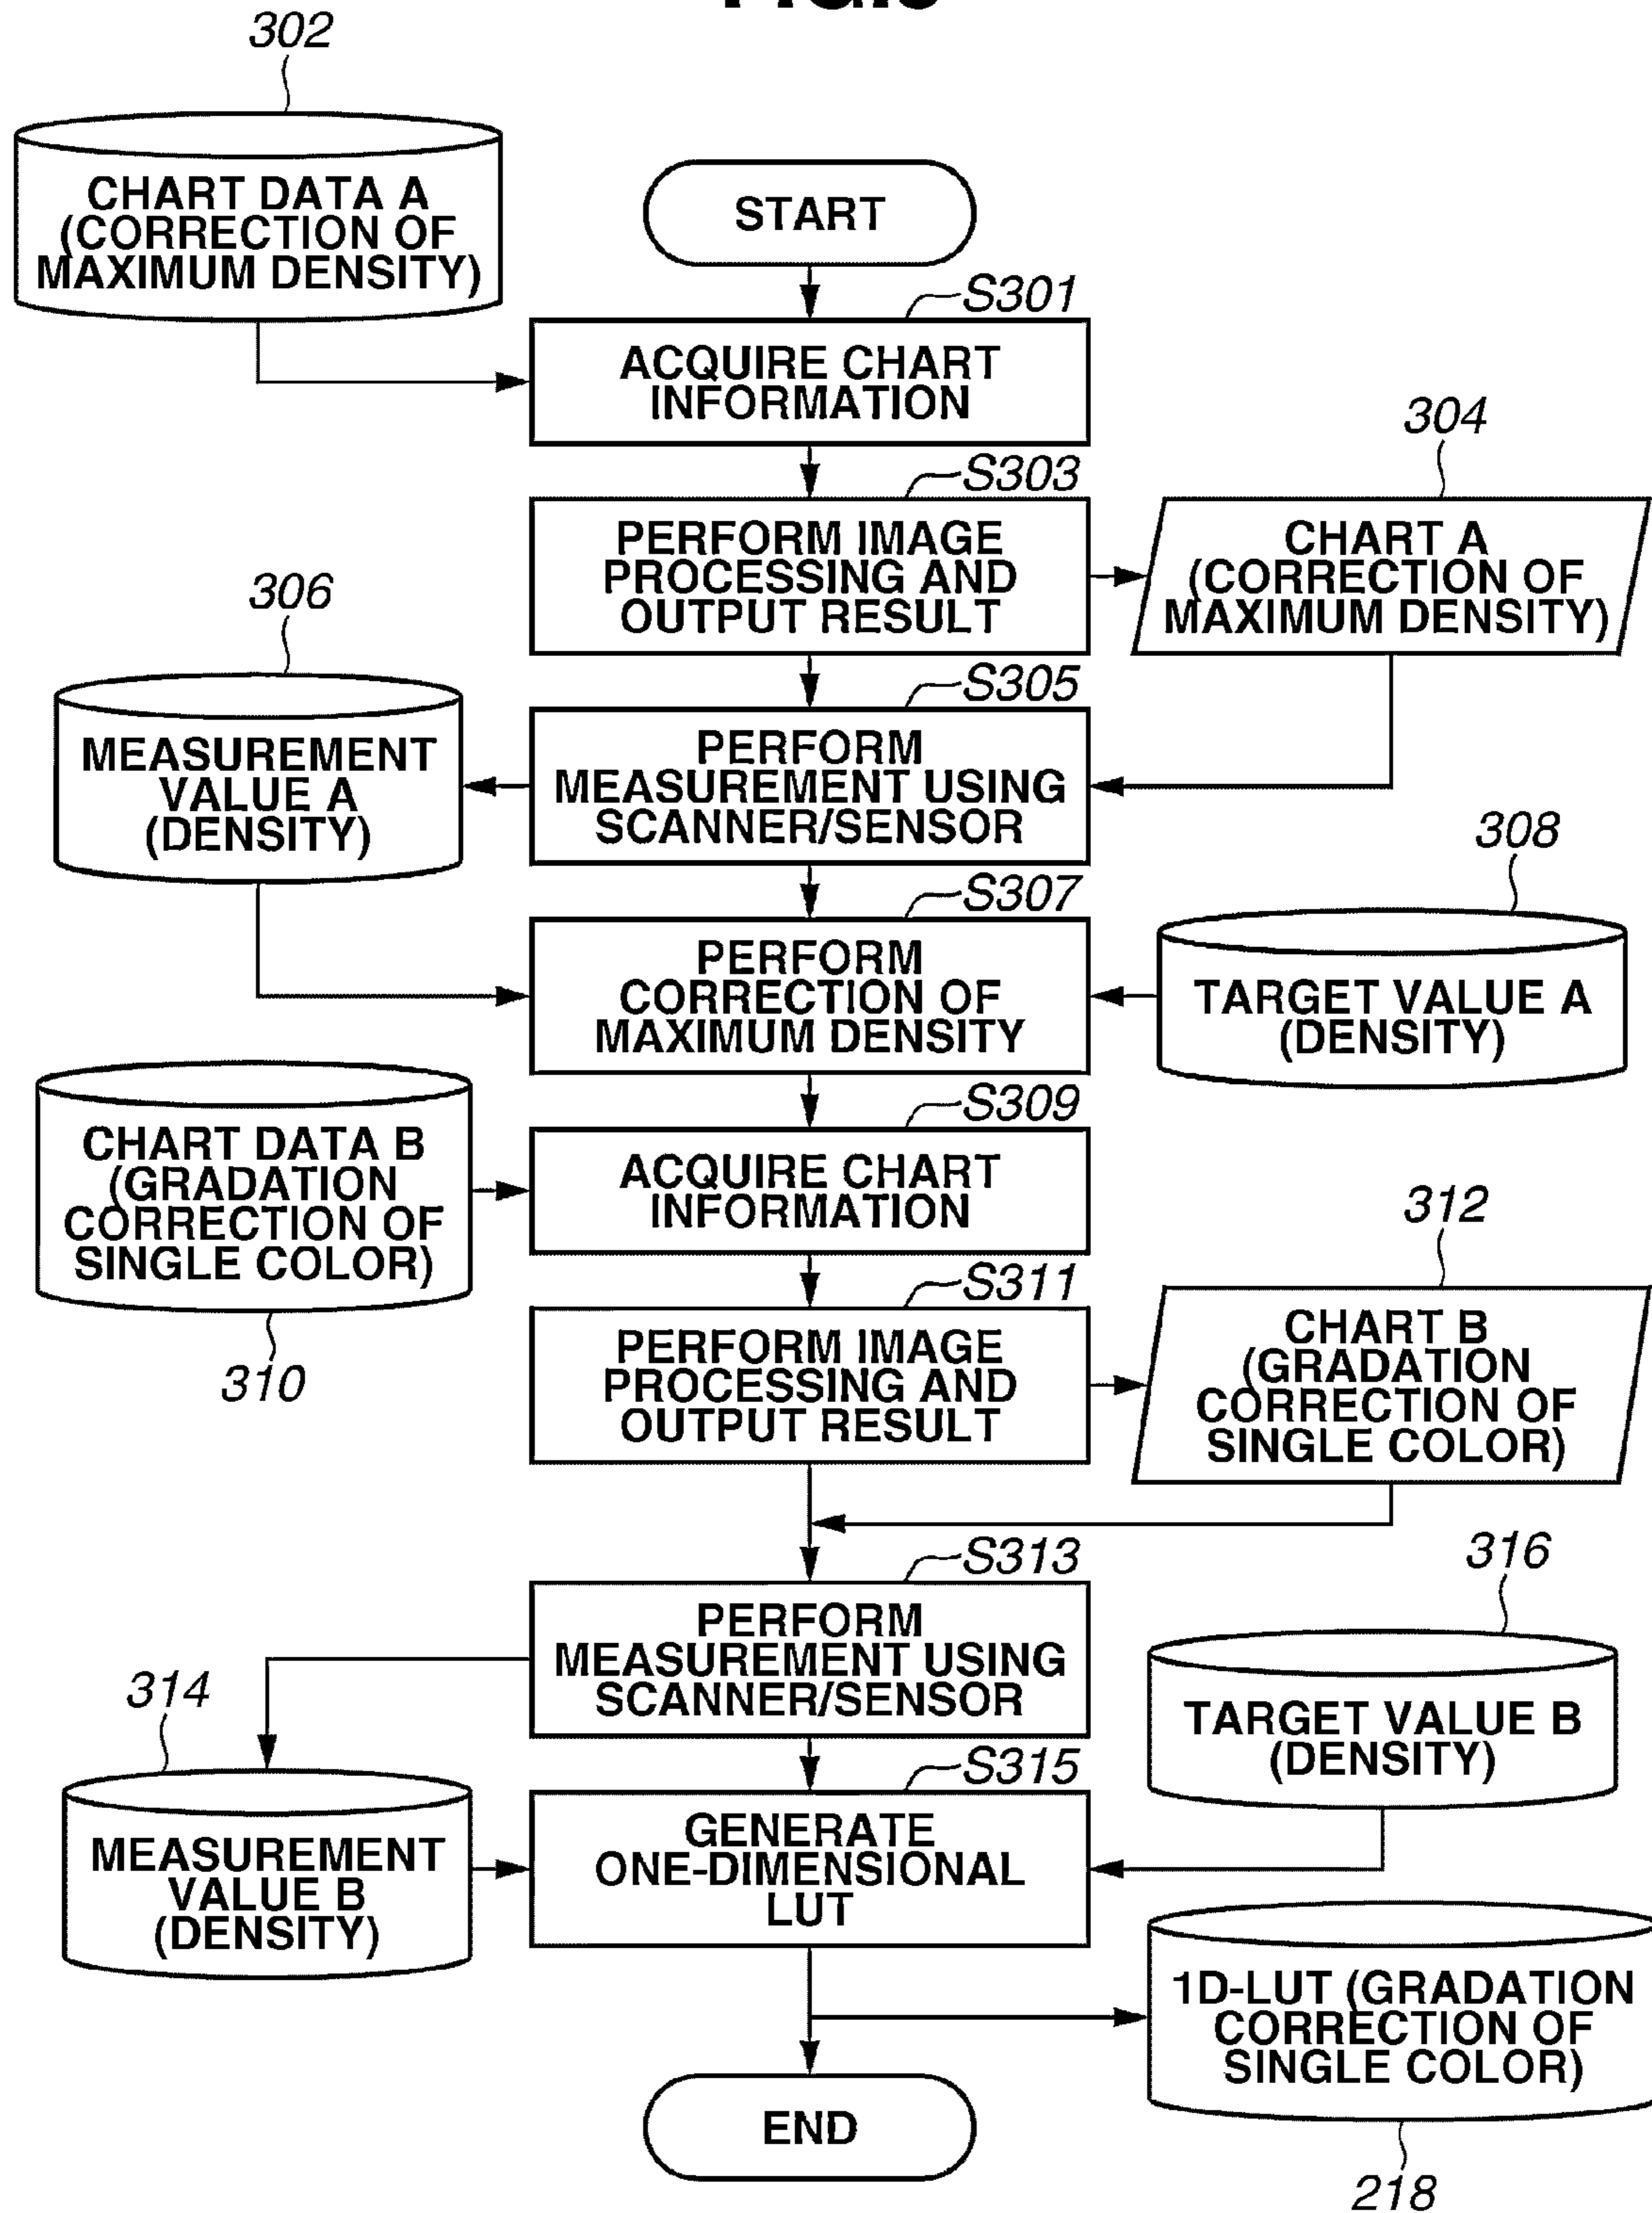 302
CHART DATA A
(CORRECTION OF
MAXIMUM DENSITY)
START
S301
ACQUIRE CHART
INFORMATION
304
S303
PERFORM IMAGE
PROCESSING AND
OUTPUT RESULT
CHART A
(CORRECTION OF
MAXIMUM DENSITY)
306
S305
MEASUREMENT
VALUE A
(DENSITY)
PERFORM
MEASUREMENT USING
SCANNER/SENSOR
308
S307
PERFORM
CORRECTION OF
MAXIMUM DENSITY
TARGET VALUE A
(DENSITY)
S309
CHART DATA B
(GRADATION
CORRECTION OF
SINGLE COLOR)
310
ACQUIRE CHART
INFORMATION
312
S311
PERFORM IMAGE
PROCESSING AND
OUTPUT RESULT
CHART B
(GRADATION
CORRECTION OF
SINGLE COLOR)
S313
316
PERFORM
MEASUREMENT USING
SCANNER/SENSOR
TARGET VALUE B
(DENSITY)
314
S315
MEASUREMENT
VALUE B
(DENSITY)
GENERATE
ONE-DIMENSIONAL
LUT
1D-LUT (GRADATION
CORRECTION OF
SINGLE COLOR)
END
218